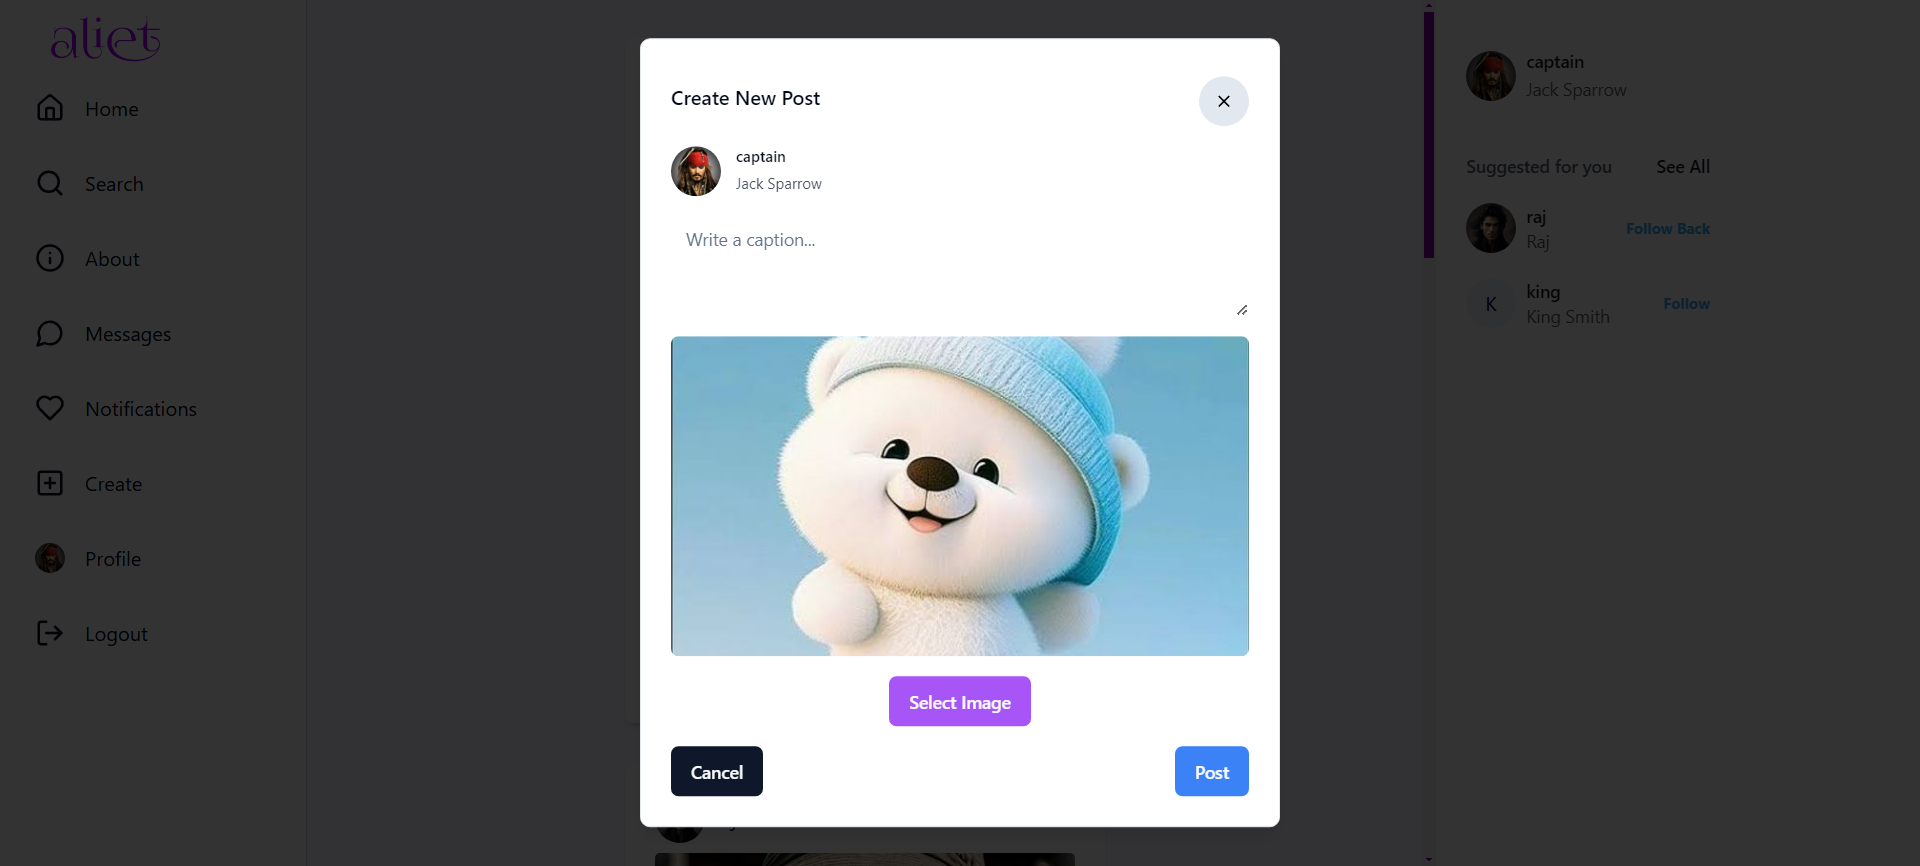 aliet
Home
Search
About
Messages
Notifications
Create
Profile
Logout
Create New Post
captain
Jack Sparrow
Write a caption...
Select Image
Cancel
Post
captain
Jack Sparrow
Suggested for you See All
raj
Raj
Follow Back
K
king
King Smith
Follow